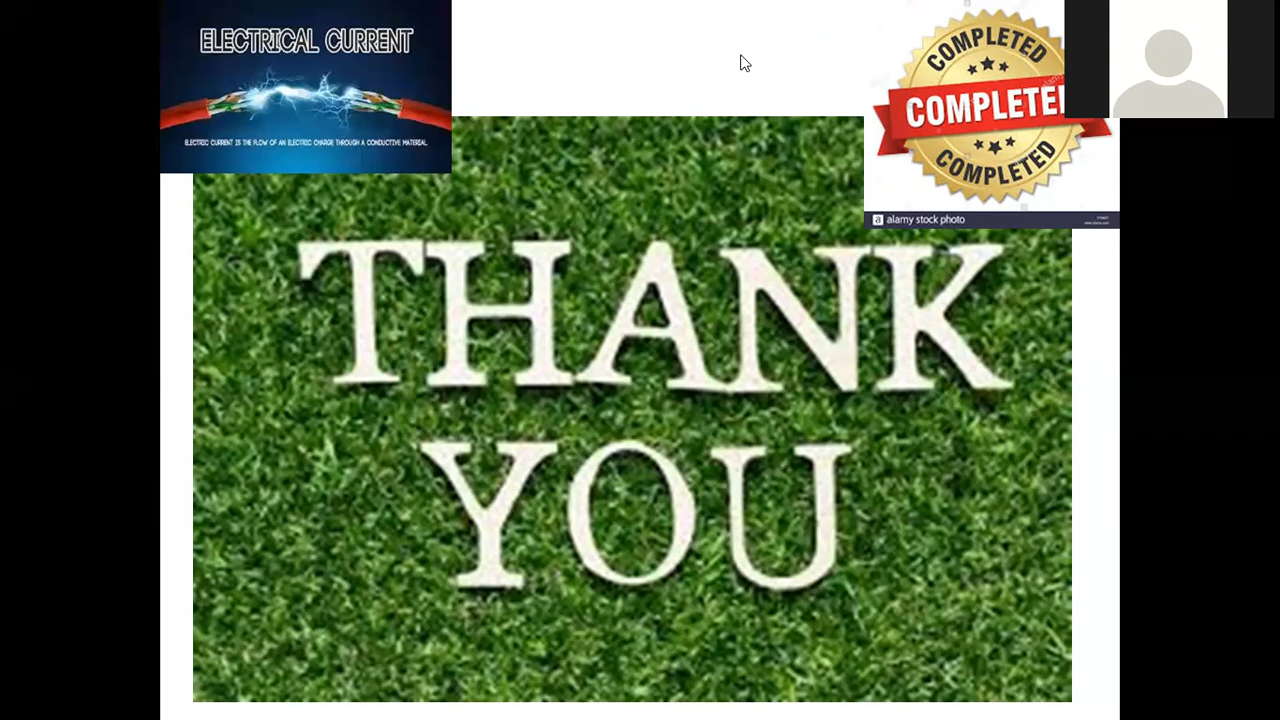 ELECTRICAL CURRENT
ELECTRIC CURRENT IS THE FLOW OF AN ELECTRIC CHARGE THROUGH A CONDUCTIVE MATERIAL
COMPLETED
COMPLETE
COMPLETED
a alamy stock photo
THANK
YOU